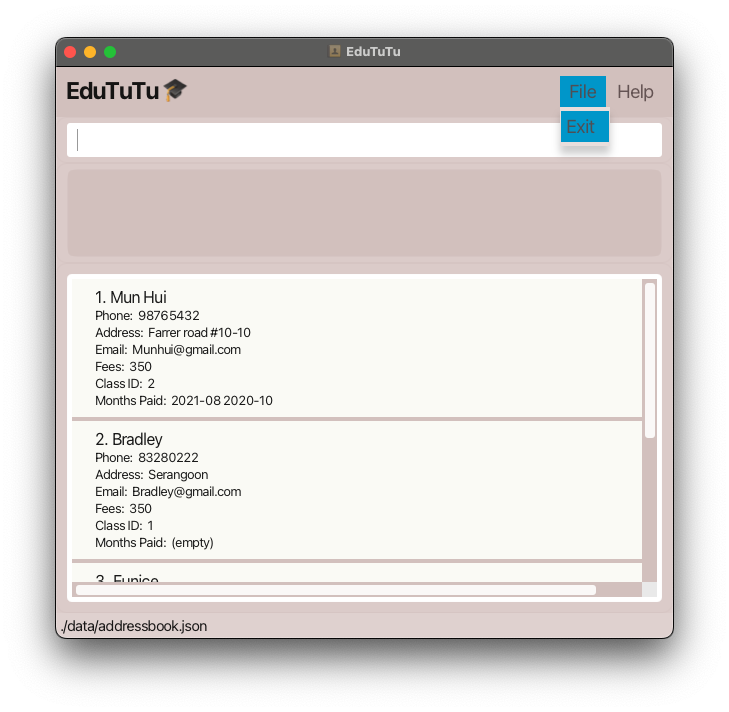 EduTuTu
EduTuTu
File Help
Exit
1. Mun Hui
Phone: 98765432
Address: Farrer road #10-10
Email: Munhui@gmail.com
Fees: 350
Class ID: 2
Months Paid: 2021-08 2020-10
2. Bradley
Phone: 83280222
Address: Serangoon
Email: Bradley@gmail.com
Fees: 350
Class ID: 1
Months Paid: (empty)
3. Eunice
./data/addressbook.json